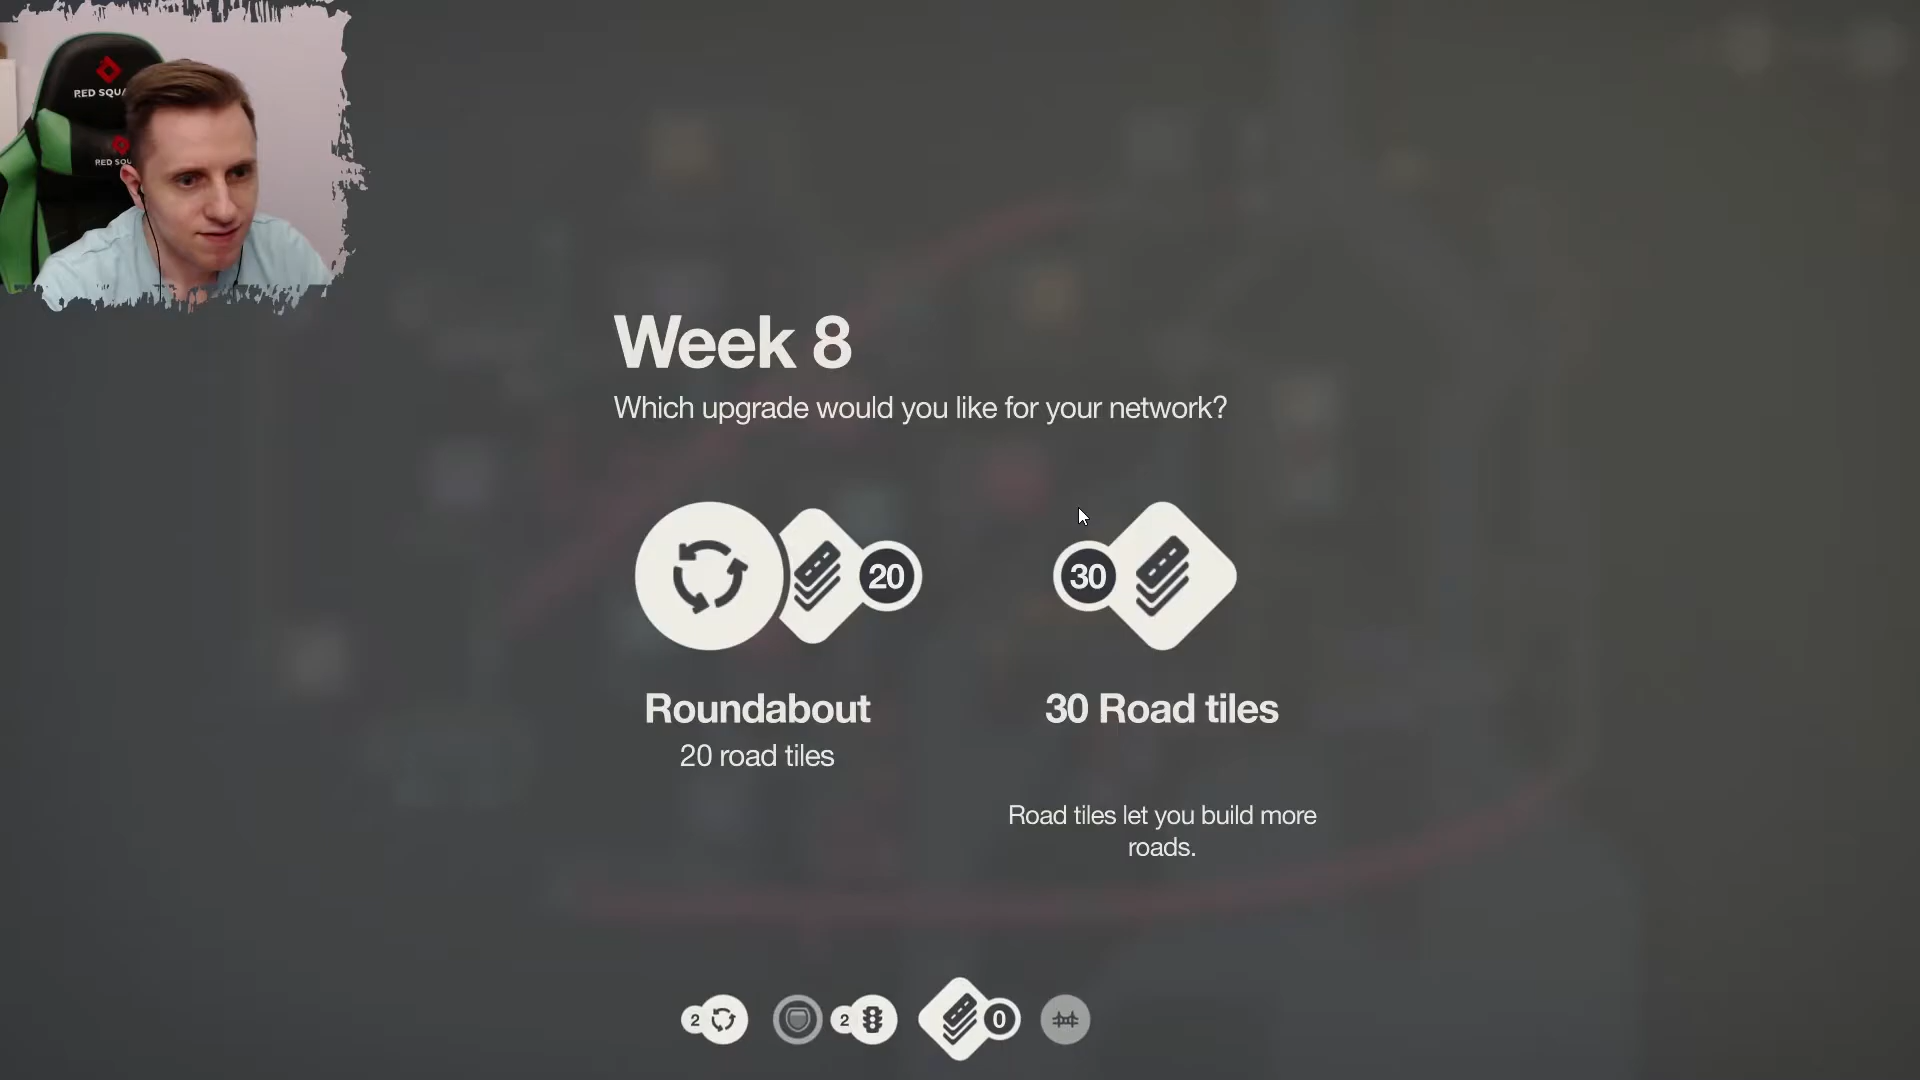 RED SQUA
RED SQU
Week 8
Which upgrade would you like for your network?
20
30
Roundabout
30 Road tiles
20 road tiles
Road tiles let you build more
roads.
2
2
0